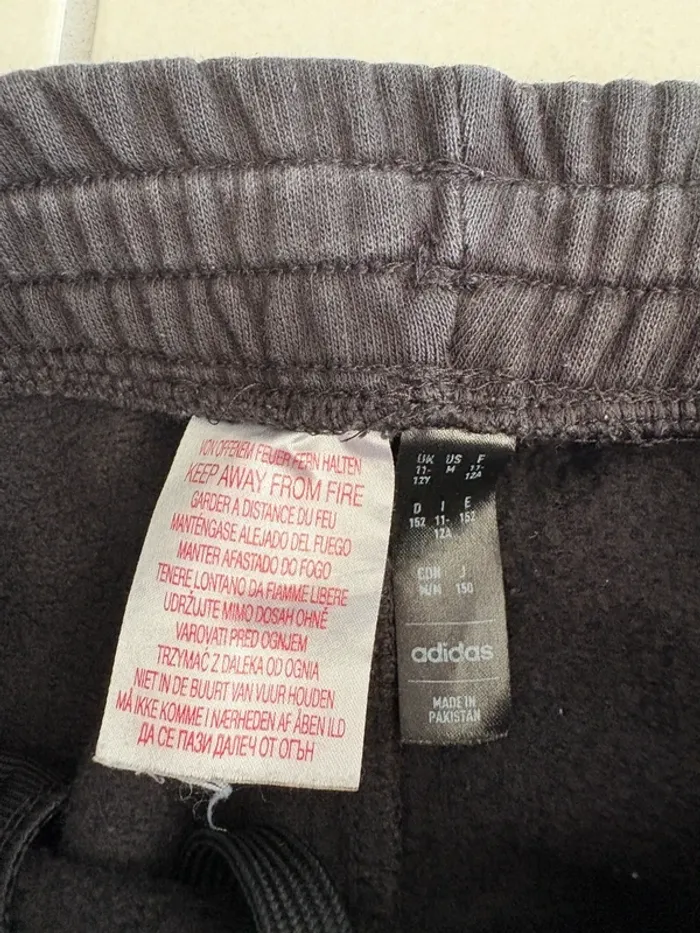 VON OFFENEM FEUER FERN HALTEN
KEEP AWAY FROM FIRE
GARDER A DISTANCE DU FEU
MANTÉNGASE ALEJADO DEL FUEGO
MANTER AFASTADO DO FOGO
TENERE LONTANO DA FIAMME LIBERE
UDRŽUJTE MIMO DOSAH OHNĚ
VAROVATI PRED OGNJEM
TRZYMAĆ Z DALEKA OD OGNIA
NIET IN DE BUURT VAN VUUR HOUDEN
MÅ IKKE KOMME I NÆRHEDEN AF ÅBEN ILD
ДА СЕ ПАЗИ ДАЛЕЧ ОТ ОГЪН
UK US F
11- M 11-
12Y 12A
D I E
152 11- 152
12A
CDN J
M/M 150
adidas
MADE IN
PAKISTAN